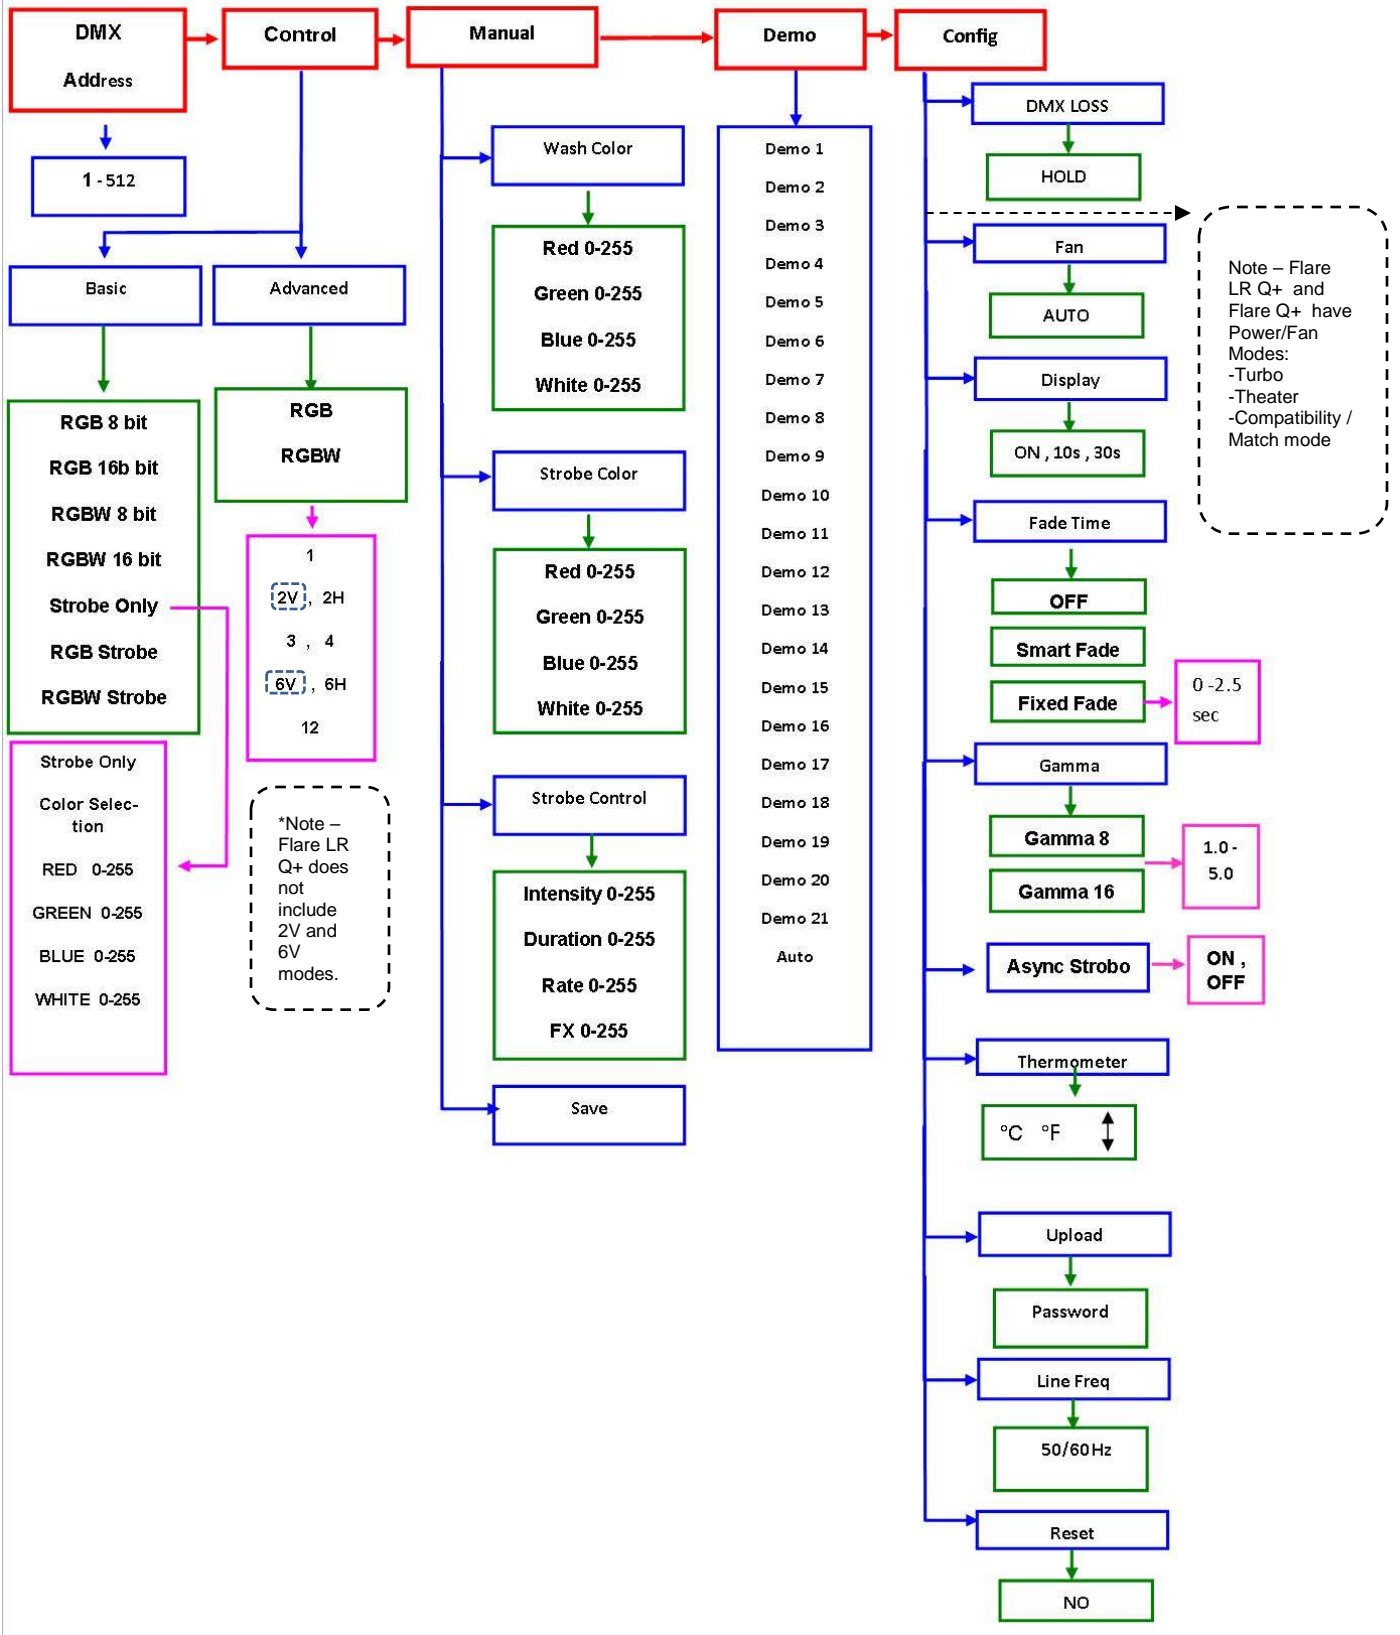 DMX
Address
Control
Manual
Demo
Config
1 - 512
Basic
Advanced
RGB 8 bit
RGB 16b bit
RGBW 8 bit
RGBW 16 bit
Strobe Only
RGB Strobe
RGBW Strobe
Strobe Only
Color Selec-
tion
RED 0-255
GREEN 0-255
BLUE 0-255
WHITE 0-255
RGB
RGBW
1
2V , 2H
3 , 4
6V , 6H
12
*Note –
Flare LR
Q+ does
not
include
2V and
6V
modes.
Wash Color
Red 0-255
Green 0-255
Blue 0-255
White 0-255
Strobe Color
Red 0-255
Green 0-255
Blue 0-255
White 0-255
Strobe Control
Intensity 0-255
Duration 0-255
Rate 0-255
FX 0-255
Save
Demo 1
Demo 2
Demo 3
Demo 4
Demo 5
Demo 6
Demo 7
Demo 8
Demo 9
Demo 10
Demo 11
Demo 12
Demo 13
Demo 14
Demo 15
Demo 16
Demo 17
Demo 18
Demo 19
Demo 20
Demo 21
Auto
DMX LOSS
HOLD
Fan
AUTO
Note – Flare
LR Q+ and
Flare Q+ have
Power/Fan
Modes:
-Turbo
-Theater
-Compatibility /
Match mode
Display
ON , 10s , 30s
Fade Time
OFF
Smart Fade
Fixed Fade
0 -2.5
sec
Gamma
Gamma 8
Gamma 16
1.0 -
5.0
Async Strobo
ON ,
OFF
Thermometer
°C °F
Upload
Password
Line Freq
50/60Hz
Reset
NO